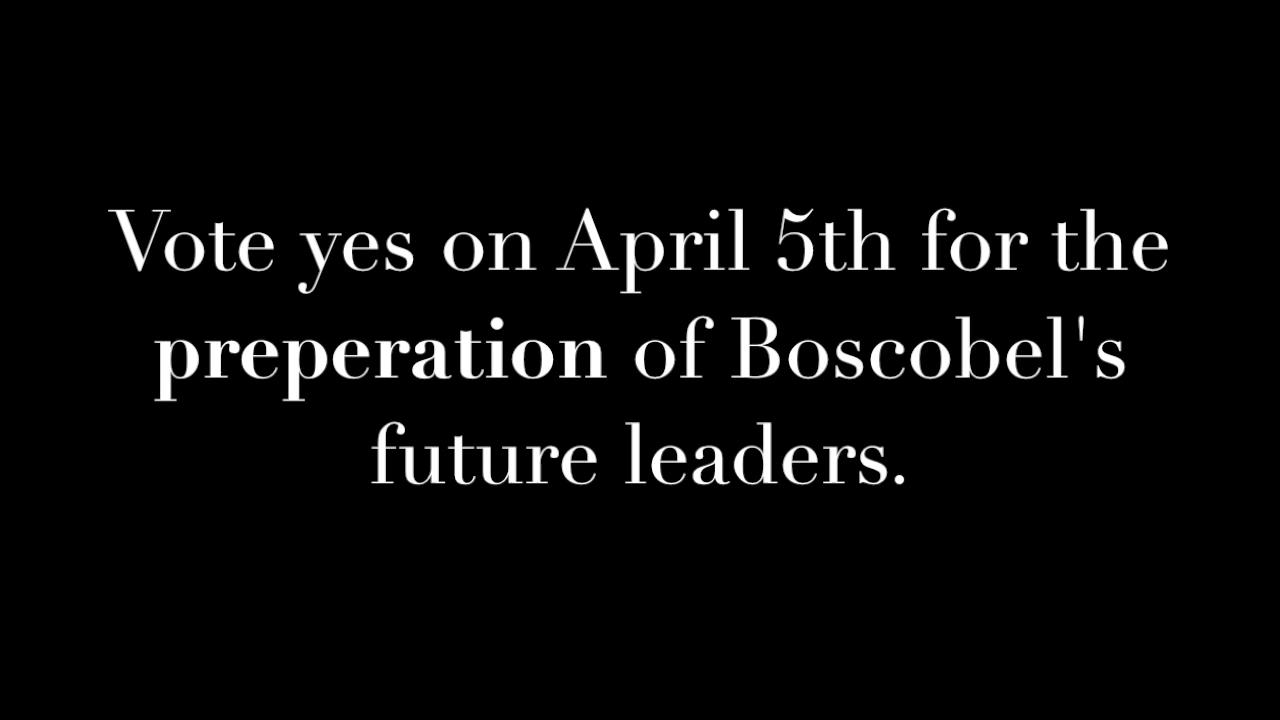 Vote yes on April 5th for the
preperation of Boscobel's
future leaders.